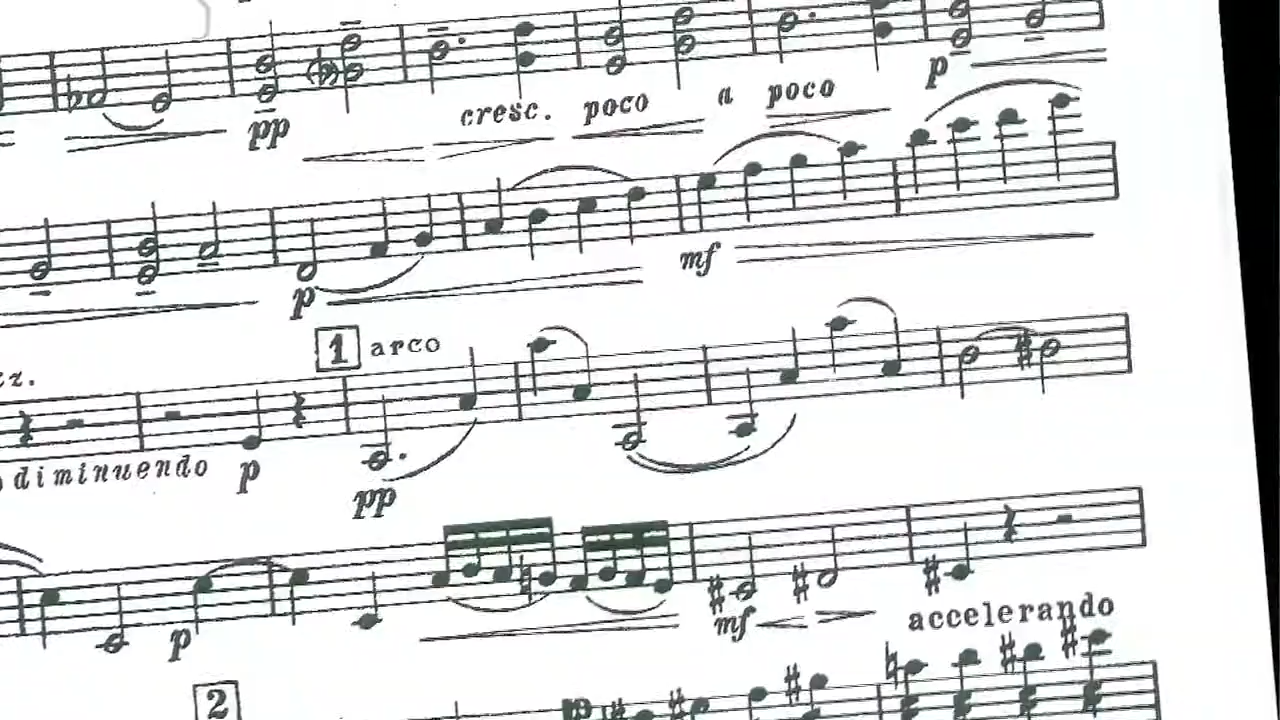 pp
cresc. poco a poco
p
p
mf
1 arco
diminuendo p
pp
p
mf
accelerando
2